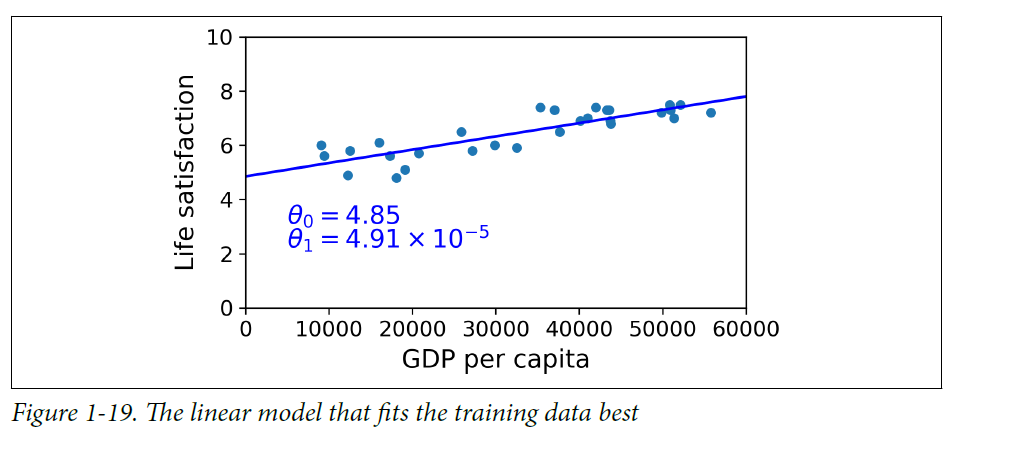 10
8
6
4
2
0
Life satisfaction
θ₀ = 4.85
θ₁ = 4.91 × 10⁻⁵
0 10000 20000 30000 40000 50000 60000
GDP per capita
Figure 1-19. The linear model that fits the training data best